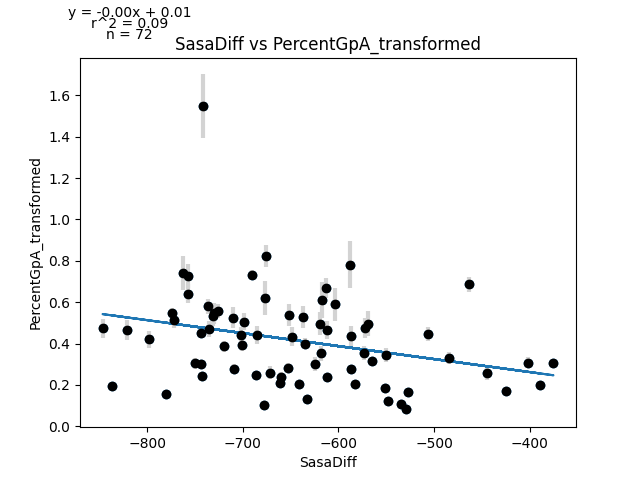 y = -0.00x + 0.01
r^2 = 0.09
n = 72
SasaDiff vs PercentGpA_transformed
PercentGpA_transformed
1.6
1.4
1.2
1.0
0.8
0.6
0.4
0.2
0.0
−800 −700 −600 −500 −400
SasaDiff